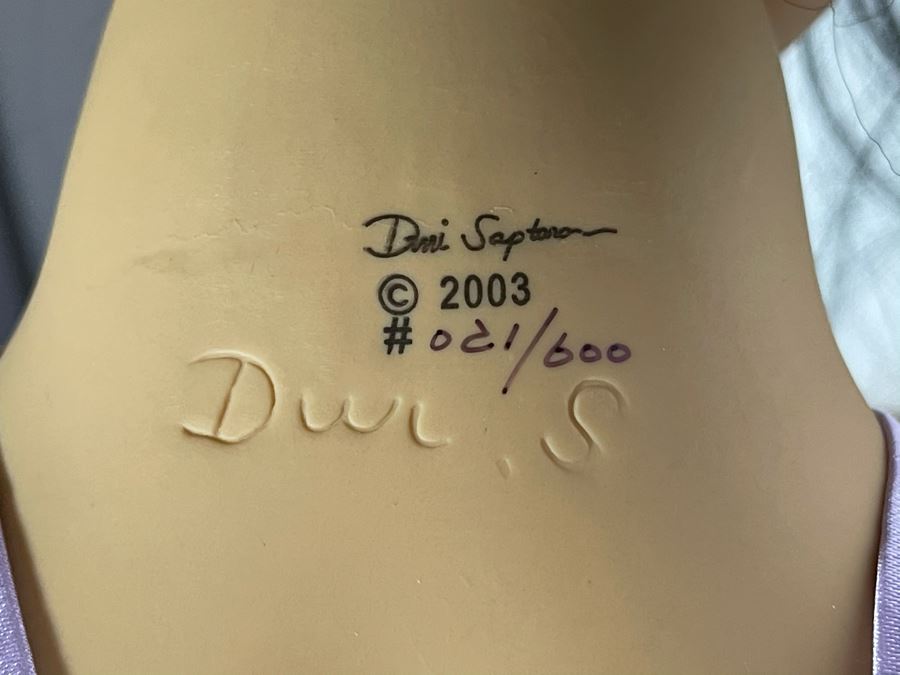 Dwi Saptono
© 2003
# 021/600
Dwi . S